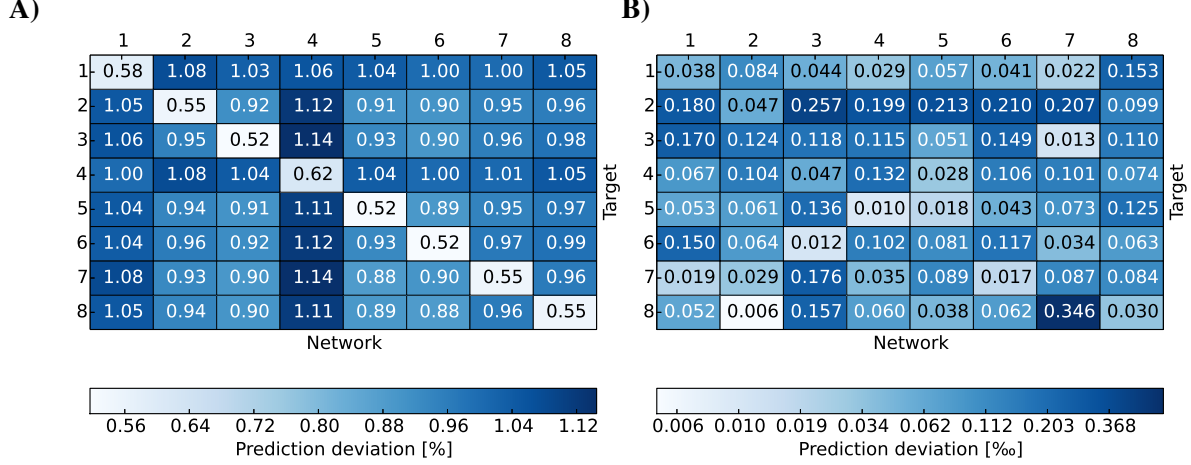 A)
B)
1 2 3 4 5 6 7 8
1 2 3 4 5 6 7 8
1 0.58 1.08 1.03 1.06 1.04 1.00 1.00 1.05
2 1.05 0.55 0.92 1.12 0.91 0.90 0.95 0.96
3 1.06 0.95 0.52 1.14 0.93 0.90 0.96 0.98
4 1.00 1.08 1.04 0.62 1.04 1.00 1.01 1.05
5 1.04 0.94 0.91 1.11 0.52 0.89 0.95 0.97
6 1.04 0.96 0.92 1.12 0.93 0.52 0.97 0.99
7 1.08 0.93 0.90 1.14 0.88 0.90 0.55 0.96
8 1.05 0.94 0.90 1.11 0.89 0.88 0.96 0.55
Target
Network
1 0.038 0.084 0.044 0.029 0.057 0.041 0.022 0.153
2 0.180 0.047 0.257 0.199 0.213 0.210 0.207 0.099
3 0.170 0.124 0.118 0.115 0.051 0.149 0.013 0.110
4 0.067 0.104 0.047 0.132 0.028 0.106 0.101 0.074
5 0.053 0.061 0.136 0.010 0.018 0.043 0.073 0.125
6 0.150 0.064 0.012 0.102 0.081 0.117 0.034 0.063
7 0.019 0.029 0.176 0.035 0.089 0.017 0.087 0.084
8 0.052 0.006 0.157 0.060 0.038 0.062 0.346 0.030
Target
Network
0.56 0.64 0.72 0.80 0.88 0.96 1.04 1.12
Prediction deviation [%]
0.006 0.010 0.019 0.034 0.062 0.112 0.203 0.368
Prediction deviation [‰]